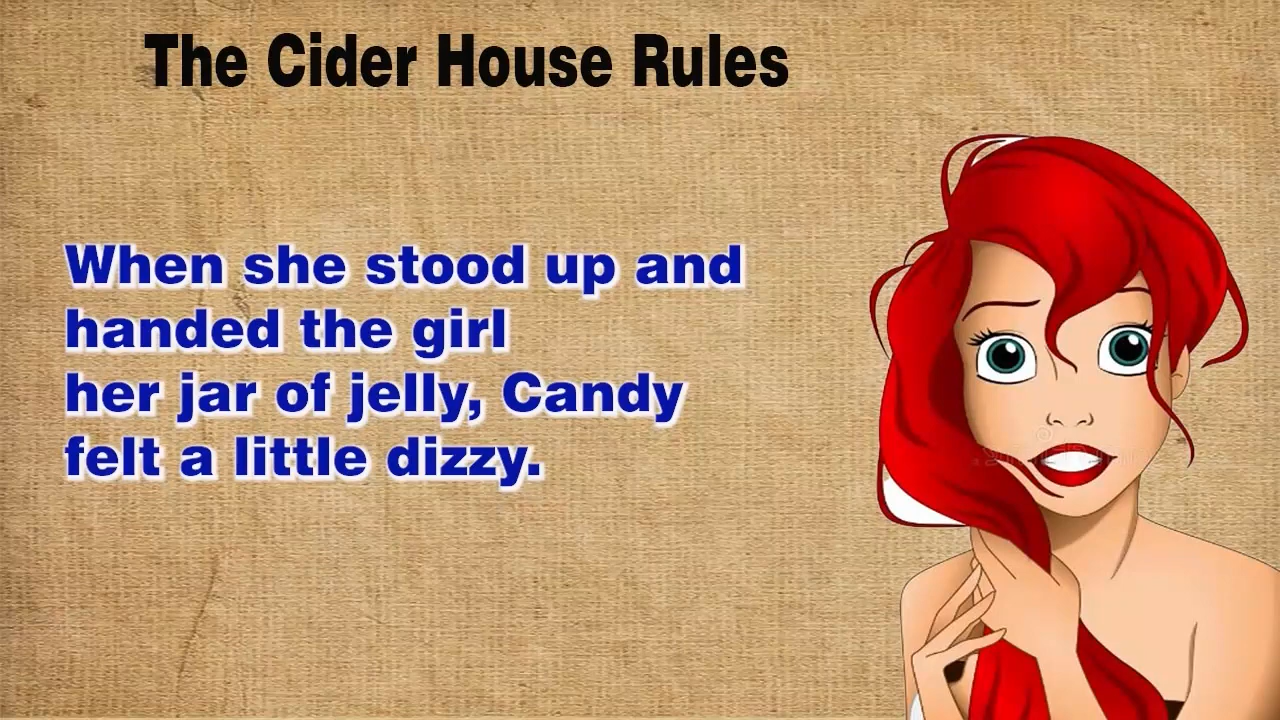 The Cider House Rules
When she stood up and
handed the girl
her jar of jelly, Candy
felt a little dizzy.